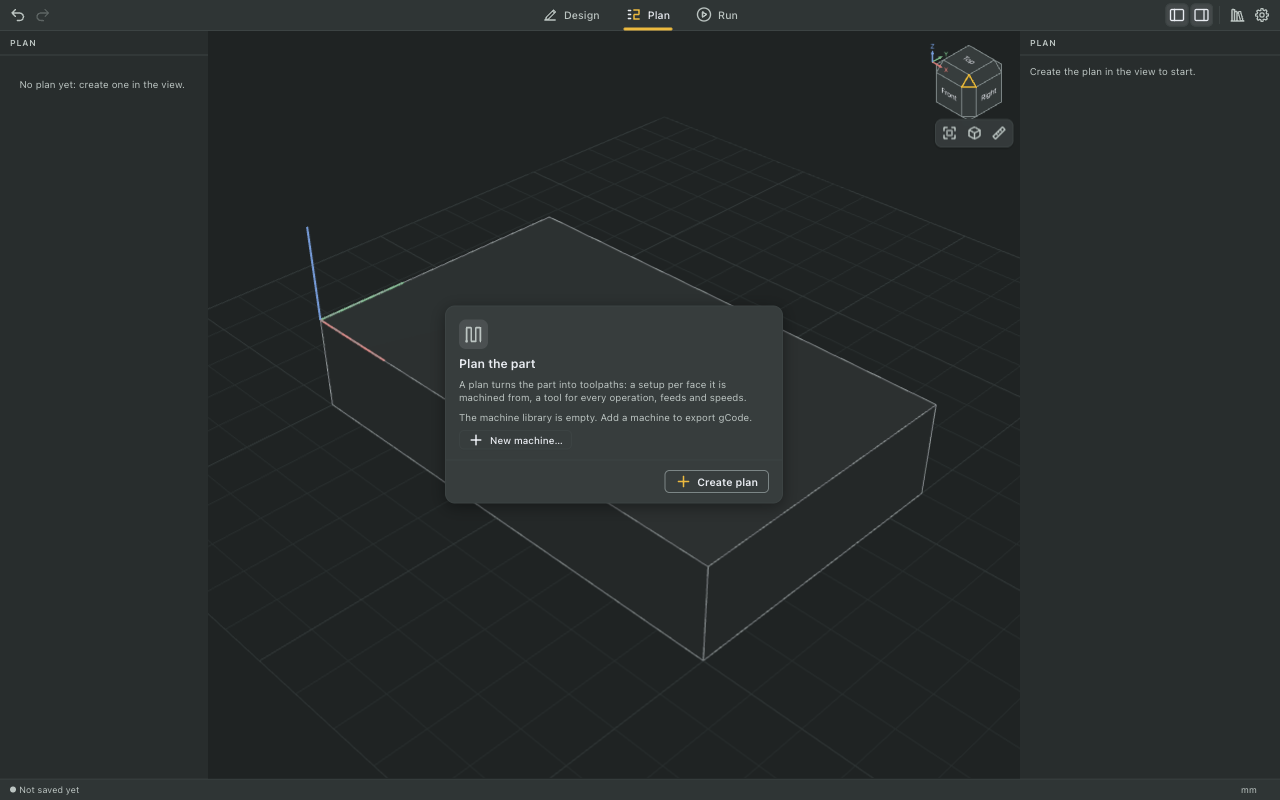 Design
Plan
Run
PLAN
No plan yet: create one in the view.
PLAN
Create the plan in the view to start.
Z
Y
X
Top
Front
Right
Plan the part
A plan turns the part into toolpaths: a setup per face it is
machined from, a tool for every operation, feeds and speeds.
The machine library is empty. Add a machine to export gCode.
New machine...
Create plan
Not saved yet
mm